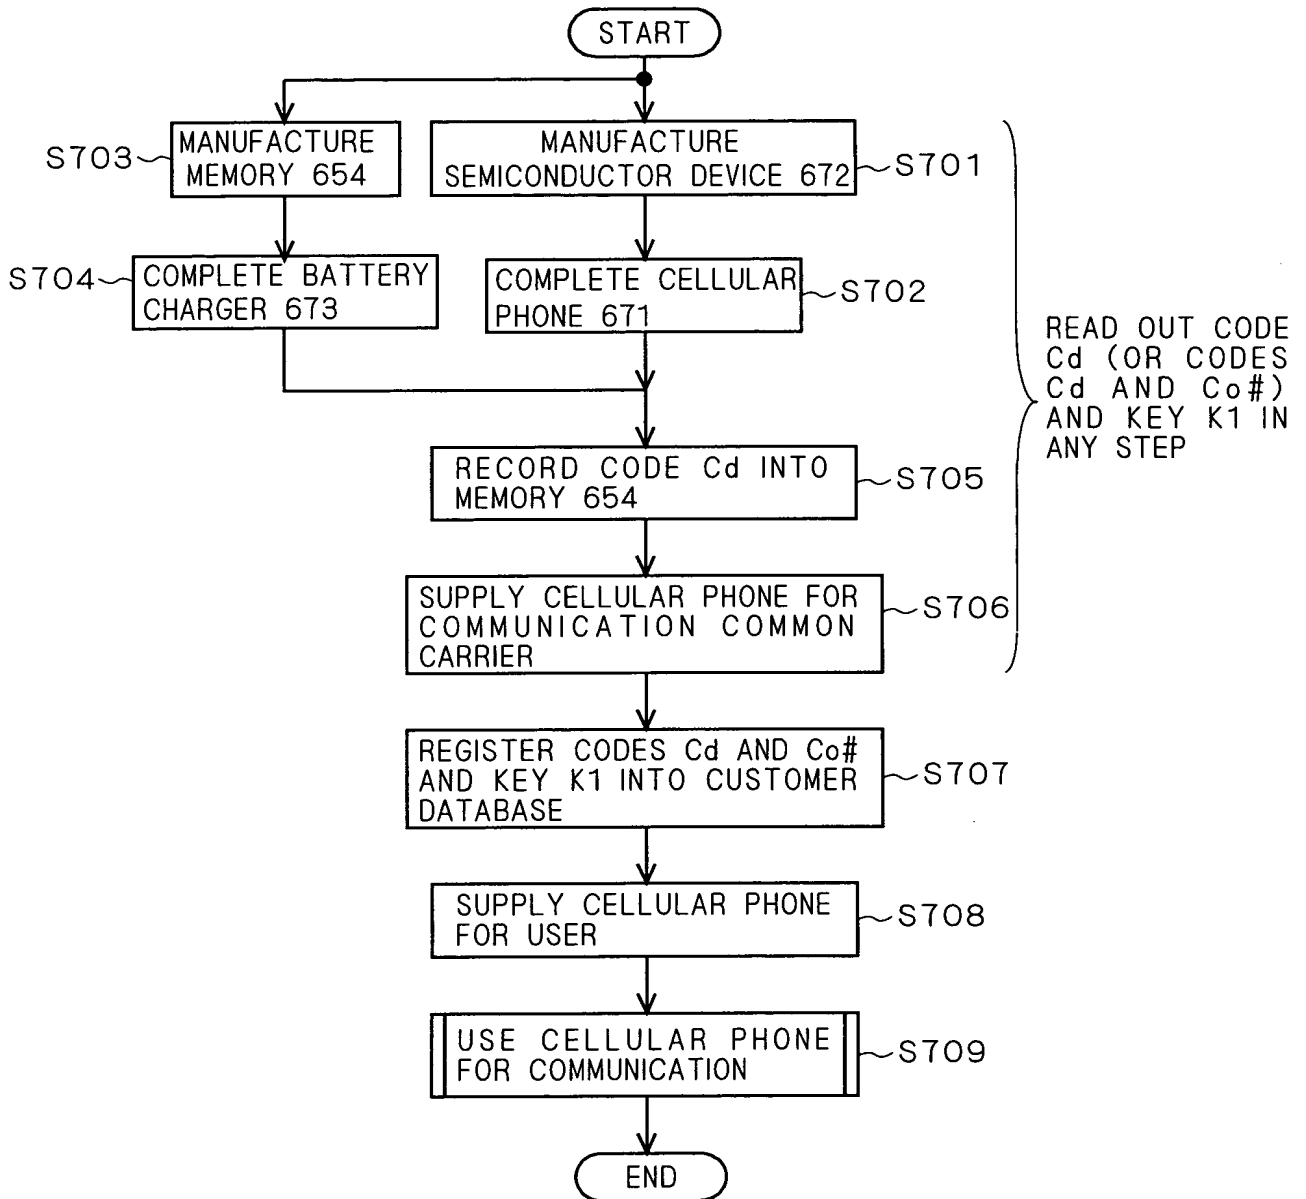 START
MANUFACTURE
MEMORY 654
S703
MANUFACTURE
SEMICONDUCTOR DEVICE 672
S701
COMPLETE BATTERY
CHARGER 673
S704
COMPLETE CELLULAR
PHONE 671
S702
READ OUT CODE
Cd (OR CODES
Cd AND Co#)
AND KEY K1 IN
ANY STEP
RECORD CODE Cd INTO
MEMORY 654
S705
SUPPLY CELLULAR PHONE FOR
COMMUNICATION COMMON
CARRIER
S706
REGISTER CODES Cd AND Co#
AND KEY K1 INTO CUSTOMER
DATABASE
S707
SUPPLY CELLULAR PHONE
FOR USER
S708
USE CELLULAR PHONE
FOR COMMUNICATION
S709
END